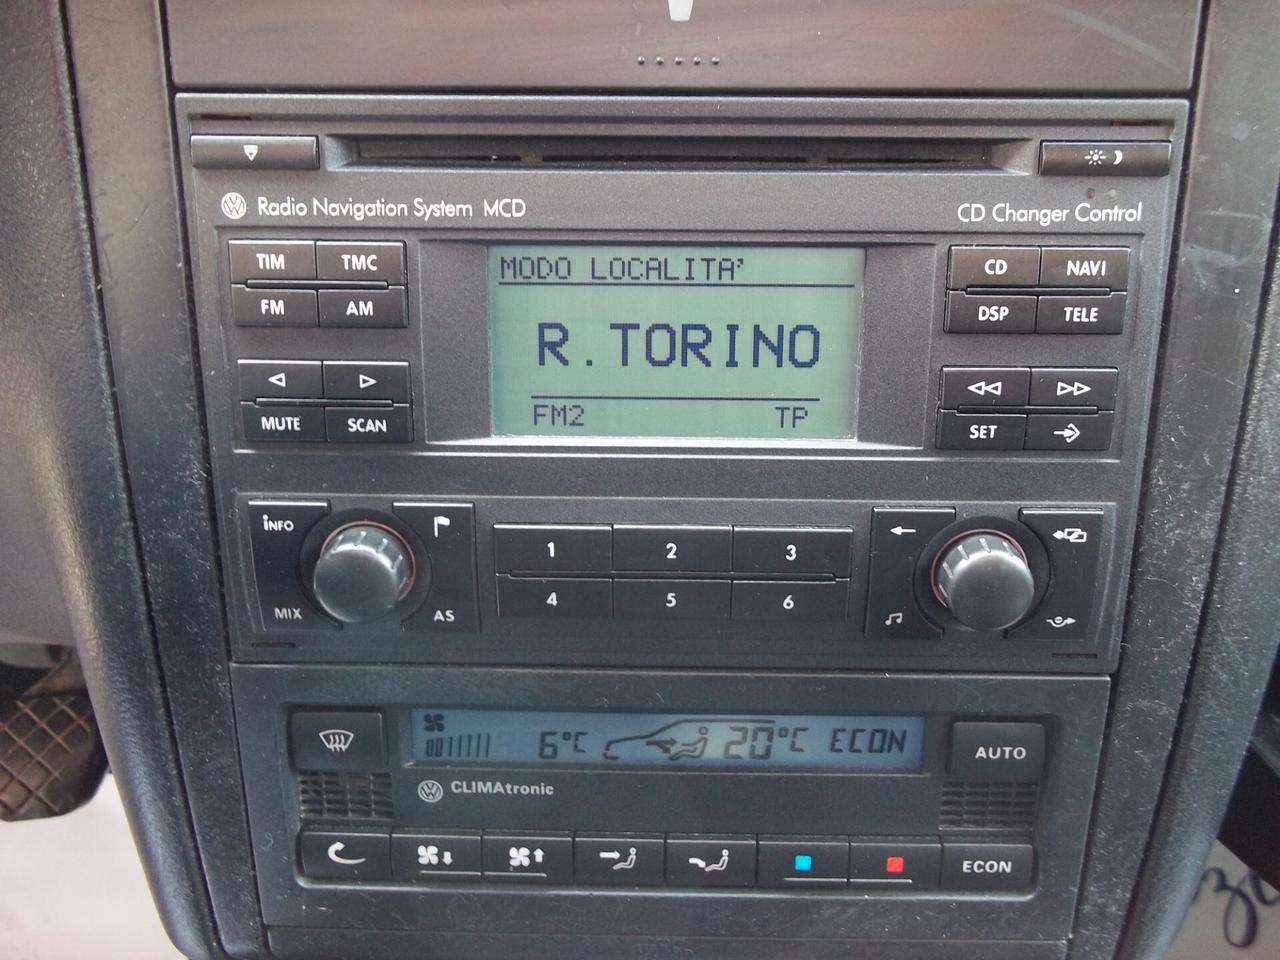 Radio Navigation System MCD
CD Changer Control
TIM TMC
FM AM
MUTE SCAN
MODO LOCALITA'
R.TORINO
FM2 TP
CD NAVI
DSP TELE
SET
INFO
MIX
AS
1 2 3
4 5 6
6°C 20°C ECON
AUTO
CLIMAtronic
ECON